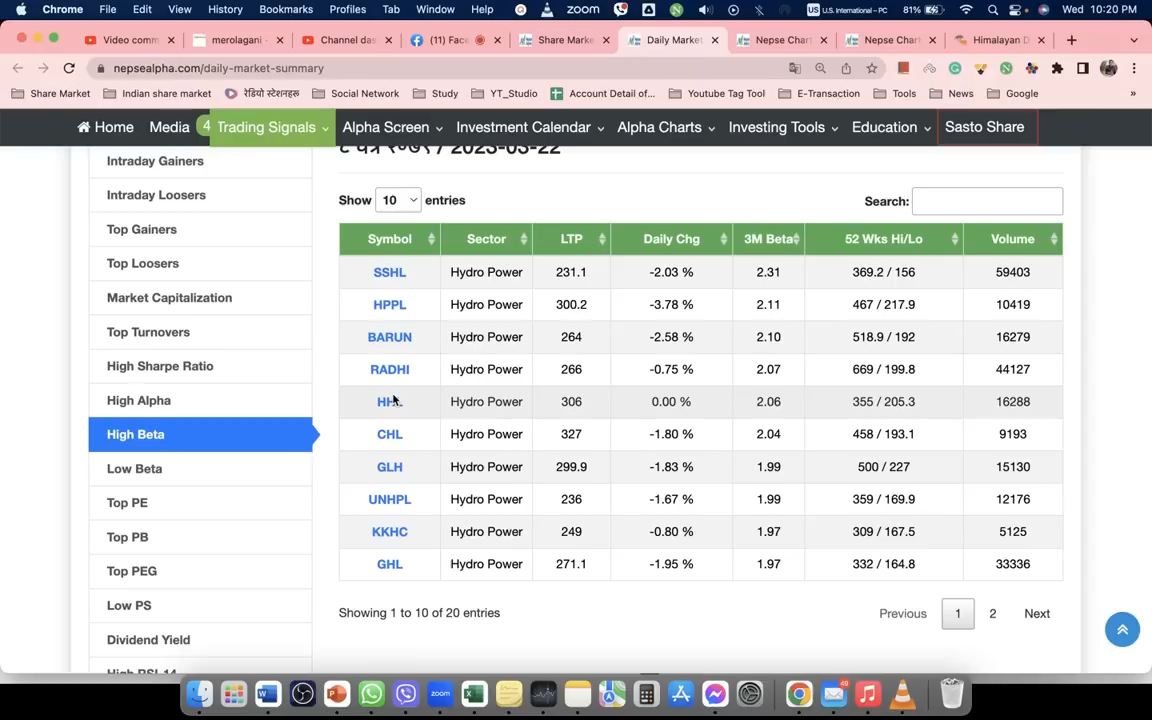 Chrome File Edit View History Bookmarks Profiles Tab Window Help zoom U.S. International – PC 81% Wed 10:20 PM
Video comm merolagani - Channel das (11) Face Share Marke Daily Market Nepse Char Nepse Char Himalayan D
nepsealpha.com/daily-market-summary
Share Market Indian share market रेडियो स्टेशनहरू Social Network Study YT_Studio Account Detail of... Youtube Tag Tool E-Transaction Tools News Google »
Home Media 4 Trading Signals Alpha Screen Investment Calendar Alpha Charts Investing Tools Education Sasto Share
/ 2023-03-22
Intraday Gainers
Intraday Loosers
Top Gainers
Top Loosers
Market Capitalization
Top Turnovers
High Sharpe Ratio
High Alpha
High Beta
Low Beta
Top PE
Top PB
Top PEG
Low PS
Dividend Yield
High RSI 14
Show 10 entries Search:
Symbol Sector LTP Daily Chg 3M Beta 52 Wks Hi/Lo Volume
SSHL Hydro Power 231.1 -2.03 % 2.31 369.2 / 156 59403
HPPL Hydro Power 300.2 -3.78 % 2.11 467 / 217.9 10419
BARUN Hydro Power 264 -2.58 % 2.10 518.9 / 192 16279
RADHI Hydro Power 266 -0.75 % 2.07 669 / 199.8 44127
Hydro Power 306 0.00 % 2.06 355 / 205.3 16288
CHL Hydro Power 327 -1.80 % 2.04 458 / 193.1 9193
GLH Hydro Power 299.9 -1.83 % 1.99 500 / 227 15130
UNHPL Hydro Power 236 -1.67 % 1.99 359 / 169.9 12176
KKHC Hydro Power 249 -0.80 % 1.97 309 / 167.5 5125
GHL Hydro Power 271.1 -1.95 % 1.97 332 / 164.8 33336
Showing 1 to 10 of 20 entries Previous 1 2 Next
zoom